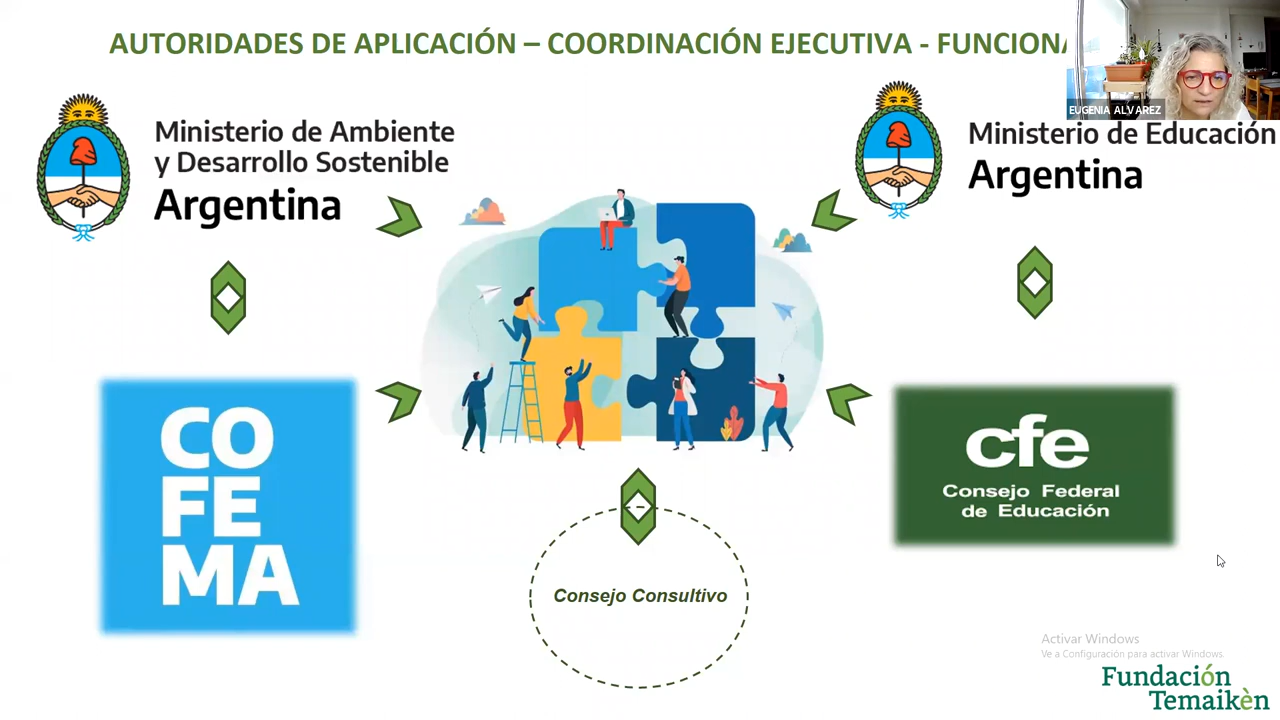 AUTORIDADES DE APLICACIÓN – COORDINACIÓN EJECUTIVA - FUNCIONA
EUGENIA ALVAREZ
Ministerio de Ambiente
y Desarrollo Sostenible
Argentina
Ministerio de Educación
Argentina
CO
FE
MA
cfe
Consejo Federal
de Educación
Consejo Consultivo
Activar Windows
Ve a Configuración para activar Windows.
Fundación
Temaikèn